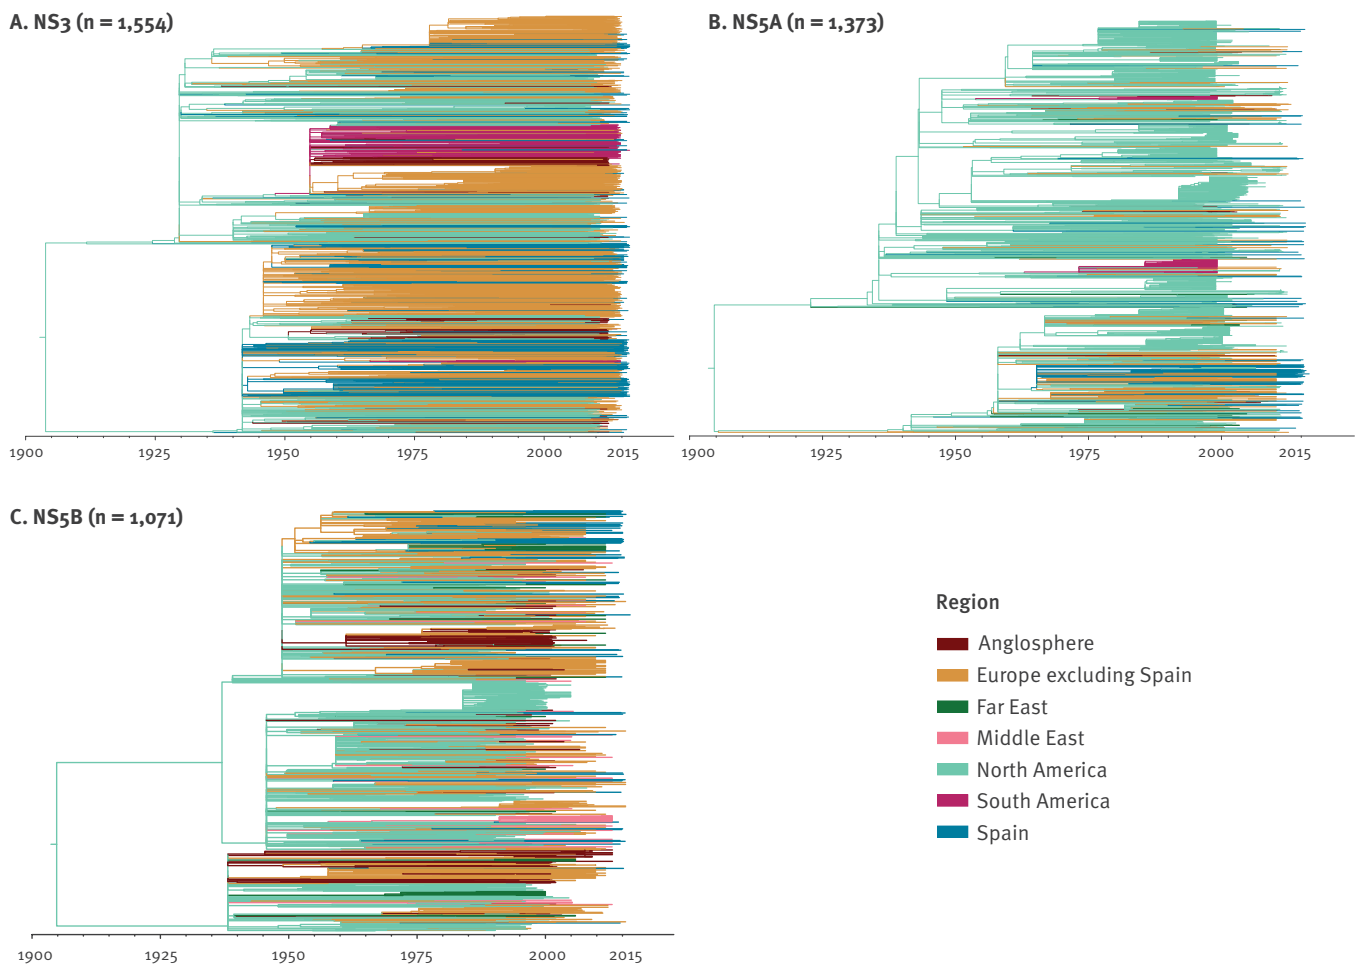 A. NS3 (n = 1,554)
1900 1925 1950 1975 2000 2015
B. NS5A (n = 1,373)
1900 1925 1950 1975 2000 2015
C. NS5B (n = 1,071)
1900 1925 1950 1975 2000 2015
Region
Anglosphere
Europe excluding Spain
Far East
Middle East
North America
South America
Spain